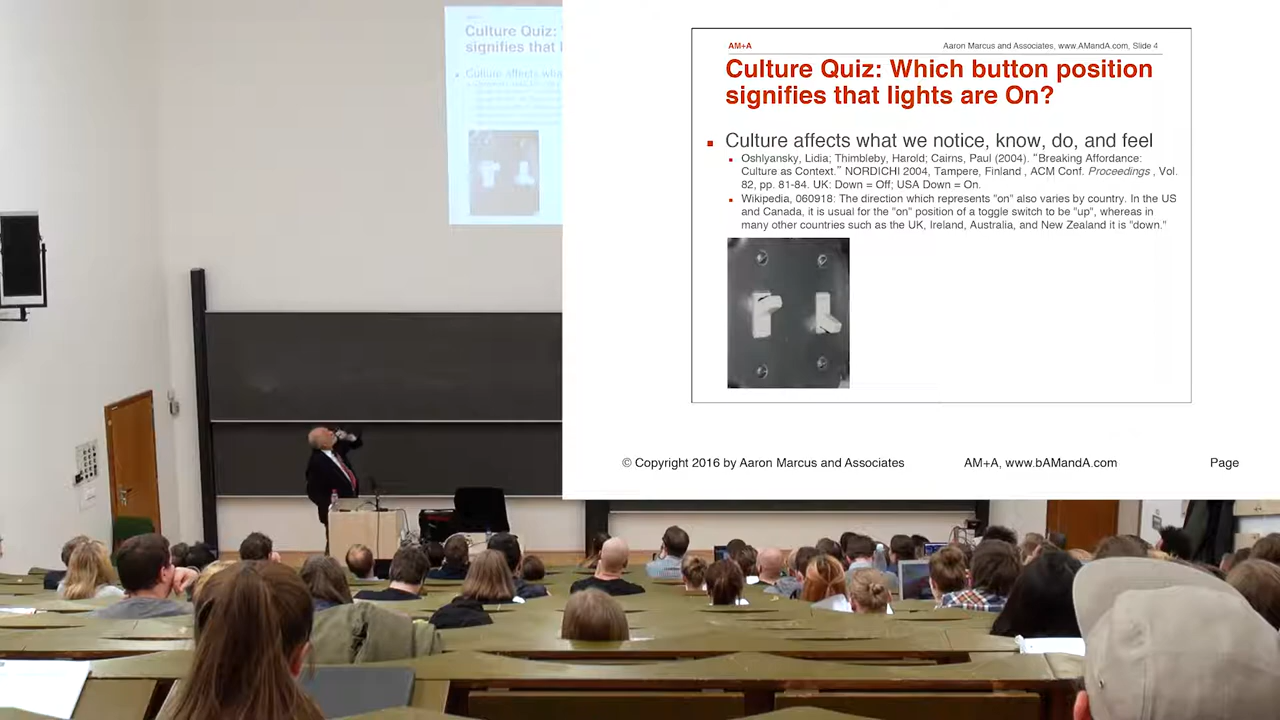 Culture Quiz:
signifies that
Culture affects wha
AM+A
Aaron Marcus and Associates, www.AMandA.com, Slide 4
Culture Quiz: Which button position
signifies that lights are On?
Culture affects what we notice, know, do, and feel
Oshlyansky, Lidia; Thimbleby, Harold; Cairns, Paul (2004). "Breaking Affordance:
Culture as Context." NORDICHI 2004, Tampere, Finland , ACM Conf. Proceedings , Vol.
82, pp. 81-84. UK: Down = Off; USA Down = On.
Wikipedia, 060918: The direction which represents "on" also varies by country. In the US
and Canada, it is usual for the "on" position of a toggle switch to be "up", whereas in
many other countries such as the UK, Ireland, Australia, and New Zealand it is "down."
© Copyright 2016 by Aaron Marcus and Associates
AM+A, www.bAMandA.com
Page